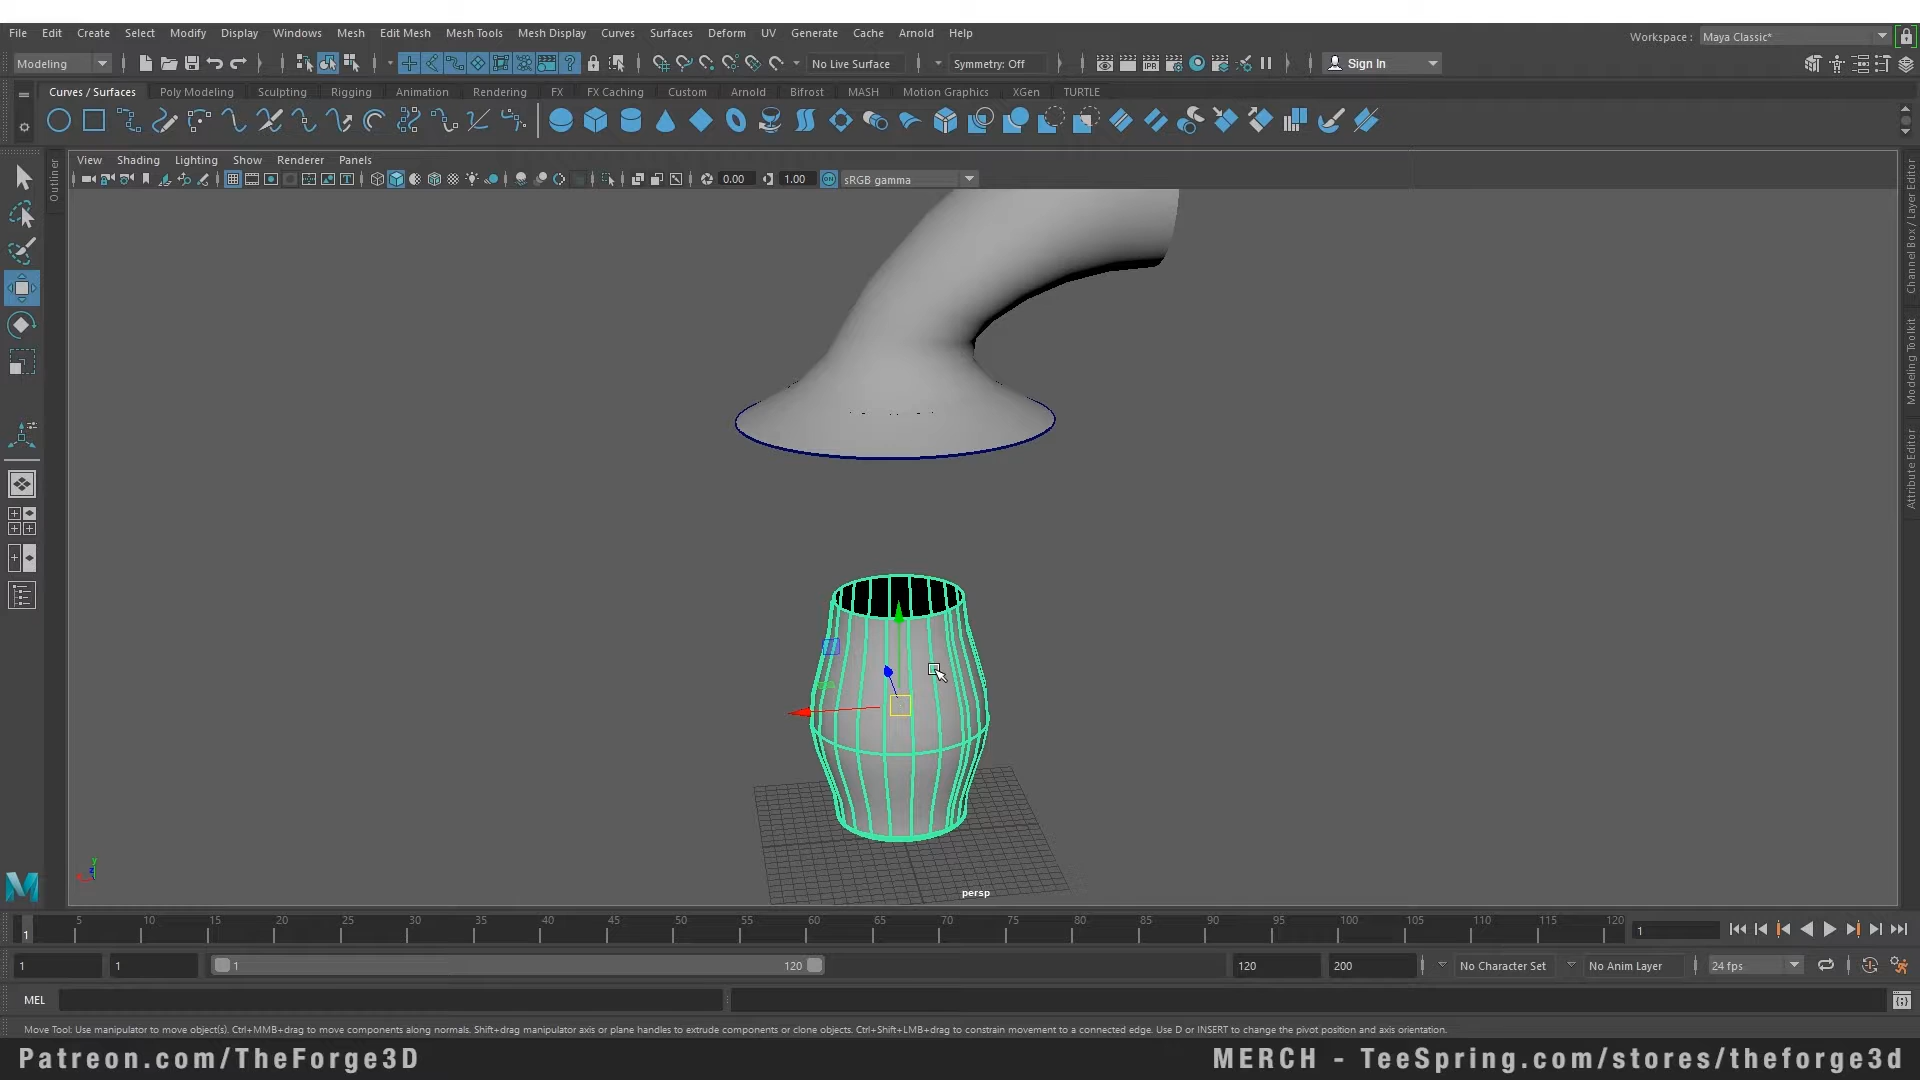 File Edit Create Select Modify Display Windows Mesh Edit Mesh Mesh Tools Mesh Display Curves Surfaces Deform UV Generate Cache Arnold Help
Workspace : Maya Classic*
Modeling No Live Surface Symmetry: Off Sign In
Curves / Surfaces Poly Modeling Sculpting Rigging Animation Rendering FX FX Caching Custom Arnold Bifrost MASH Motion Graphics XGen TURTLE
View Shading Lighting Show Renderer Panels
0.00 1.00 ON sRGB gamma
Outliner
Channel Box / Layer Editor
Modeling Toolkit
Attribute Editor
IPR
y
z
persp
5 10 15 20 25 30 35 40 45 50 55 60 65 70 75 80 85 90 95 100 105 110 115 120
1 1
1 1 1 120 120 200 No Character Set No Anim Layer 24 fps
MEL
Move Tool: Use manipulator to move object(s). Ctrl+MMB+drag to move components along normals. Shift+drag manipulator axis or plane handles to extrude components or clone objects. Ctrl+Shift+LMB+drag to constrain movement to a connected edge. Use D or INSERT to change the pivot position and axis orientation.
Patreon.com/TheForge3D MERCH - TeeSpring.com/stores/theforge3d